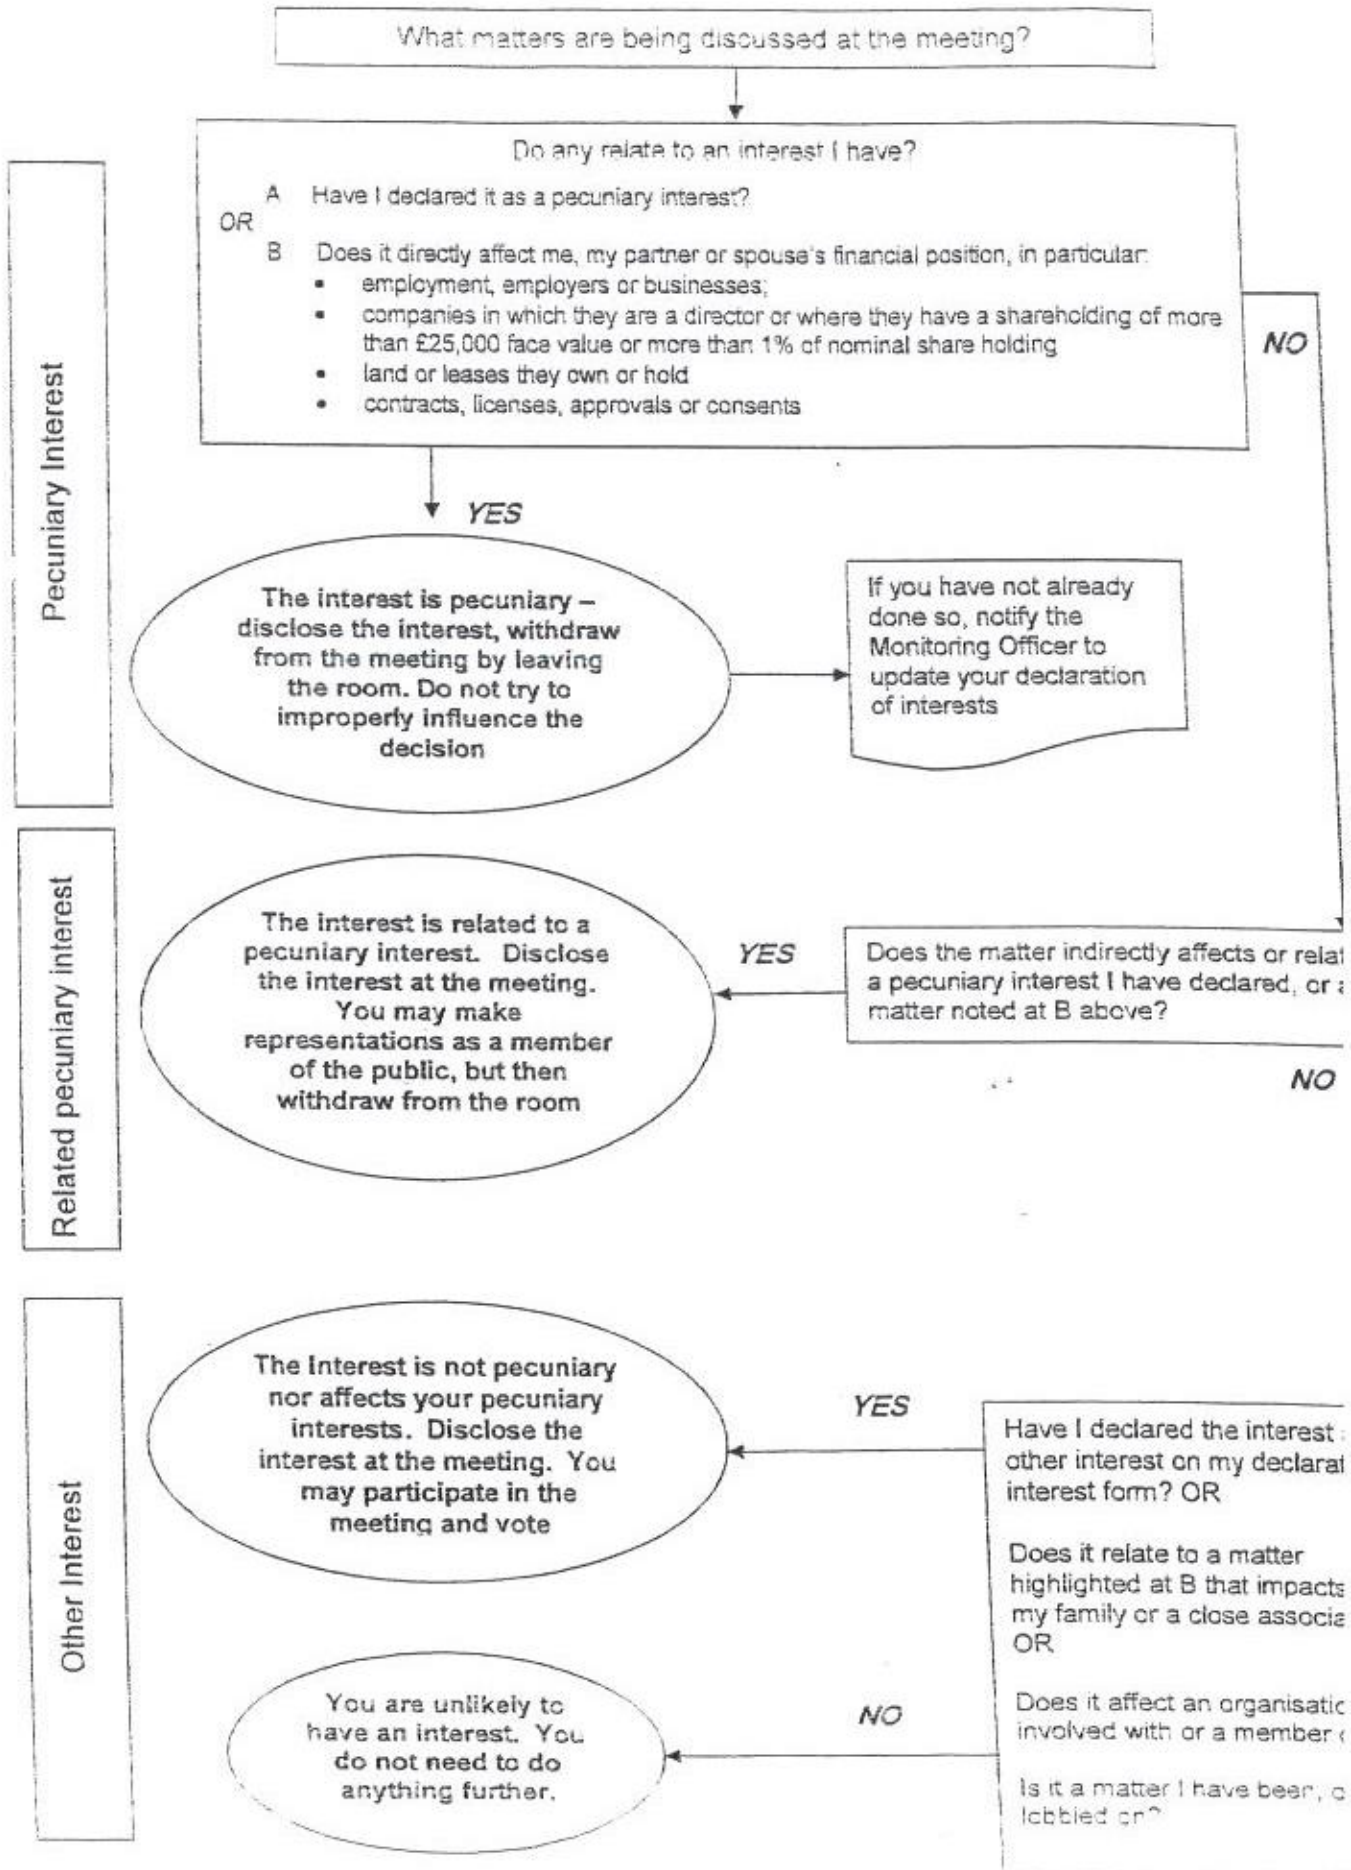 What matters are being discussed at the meeting?
Do any relate to an interest I have?
A Have I declared it as a pecuniary interest?
OR
B Does it directly affect me, my partner or spouse's financial position, in particular:
• employment, employers or businesses;
• companies in which they are a director or where they have a shareholding of more
than £25,000 face value or more than 1% of nominal share holding
• land or leases they own or hold
• contracts, licenses, approvals or consents
NO
Pecuniary Interest
YES
The interest is pecuniary –
disclose the interest, withdraw
from the meeting by leaving
the room. Do not try to
improperly influence the
decision
If you have not already
done so, notify the
Monitoring Officer to
update your declaration
of interests
Related pecuniary interest
The interest is related to a
pecuniary interest. Disclose
the interest at the meeting.
You may make
representations as a member
of the public, but then
withdraw from the room
YES
Does the matter indirectly affects or relat
a pecuniary interest I have declared, or a
matter noted at B above?
NO
Other Interest
The Interest is not pecuniary
nor affects your pecuniary
interests. Disclose the
interest at the meeting. You
may participate in the
meeting and vote
YES
Have I declared the interest
other interest on my declarat
interest form? OR
Does it relate to a matter
highlighted at B that impacts
my family or a close associa
OR
Does it affect an organisatio
involved with or a member
Is it a matter I have been,
lobbied on?
NO
You are unlikely to
have an interest. You
do not need to do
anything further.